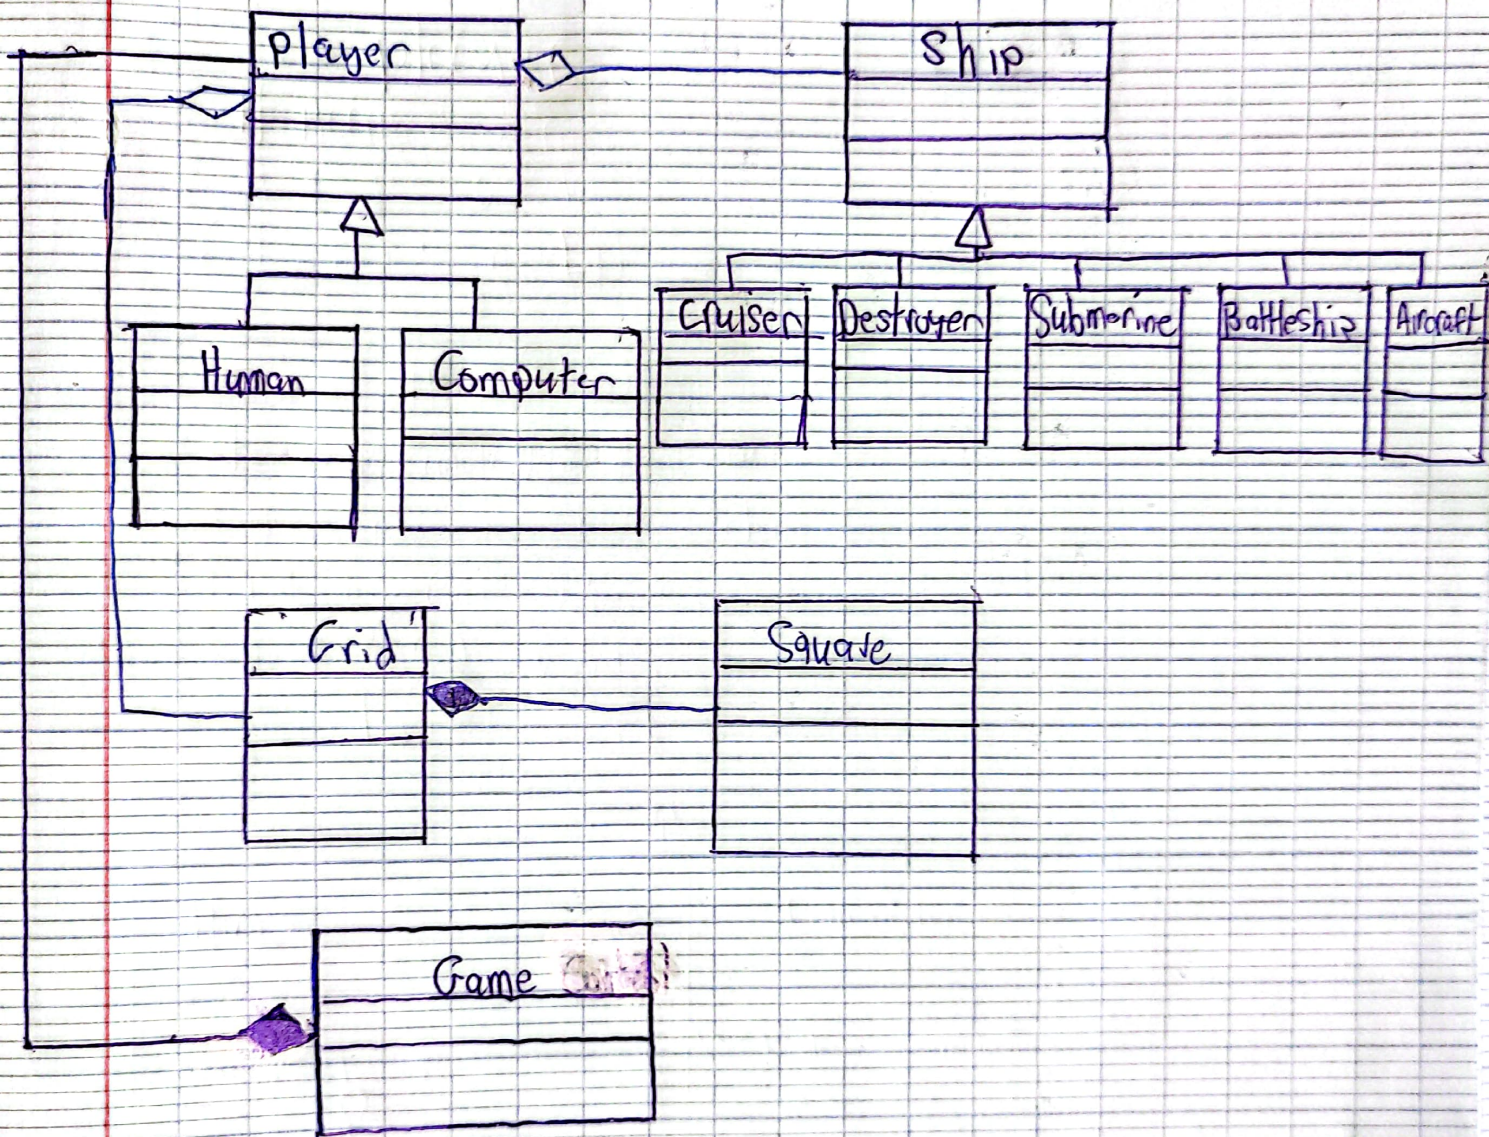 Player
Ship
Human
Computer
Cruiser
Destroyer
Submarine
Battleship
Aircraft
Grid
Square
Game